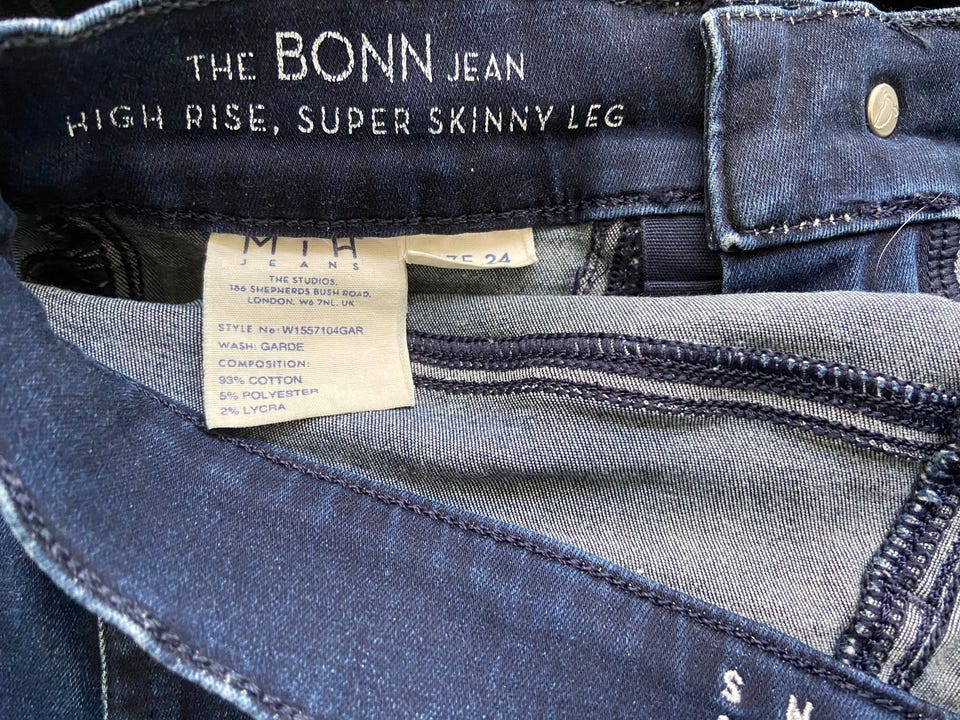 THE BONN JEAN
HIGH RISE, SUPER SKINNY LEG
MiH
JEANS
THE STUDIOS,
186 SHEPHERDS BUSH ROAD,
LONDON. W6 7NL. UK
STYLE No: W1557104GAR
WASH: GARDE
COMPOSITION:
93% COTTON
5% POLYESTER
2% LYCRA
24
S N